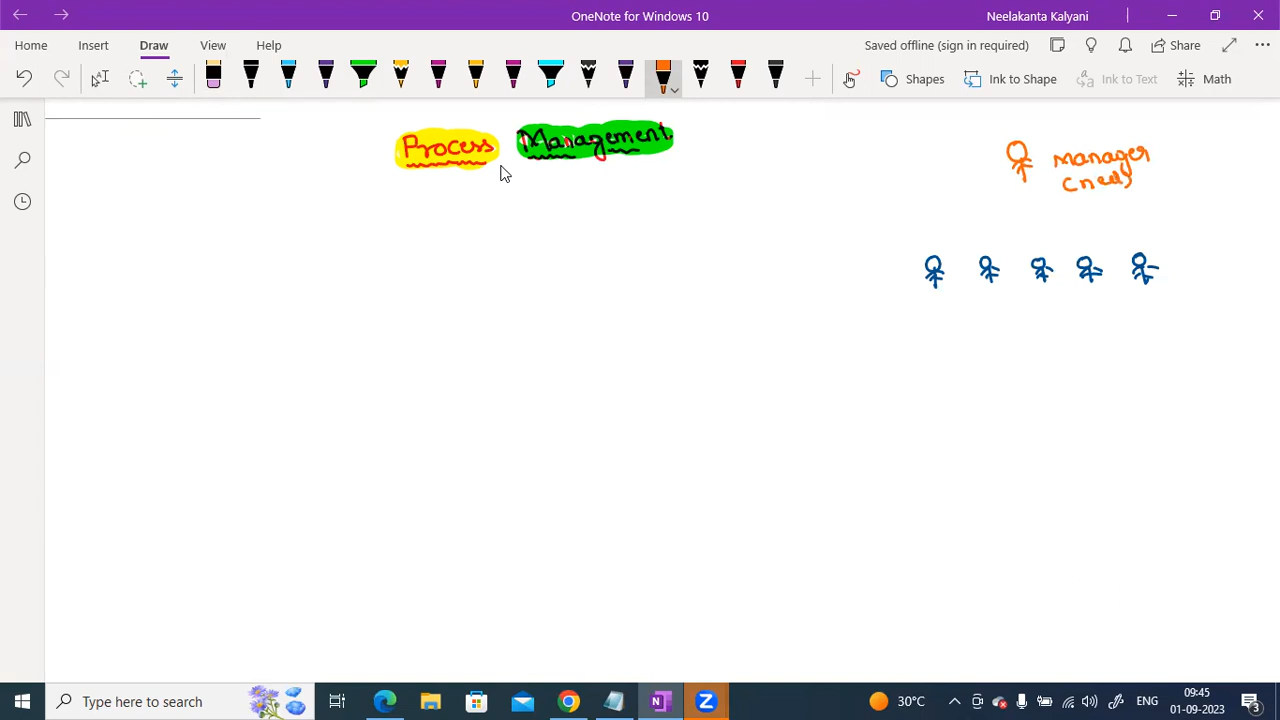 OneNote for Windows 10
Neelakanta Kalyani
Home Insert Draw View Help
Saved offline (sign in required)
Share
Shapes
Ink to Shape
Ink to Text
Math
Process Management
Manager
Type here to search
30°C
ENG
09:45
01-09-2023
3